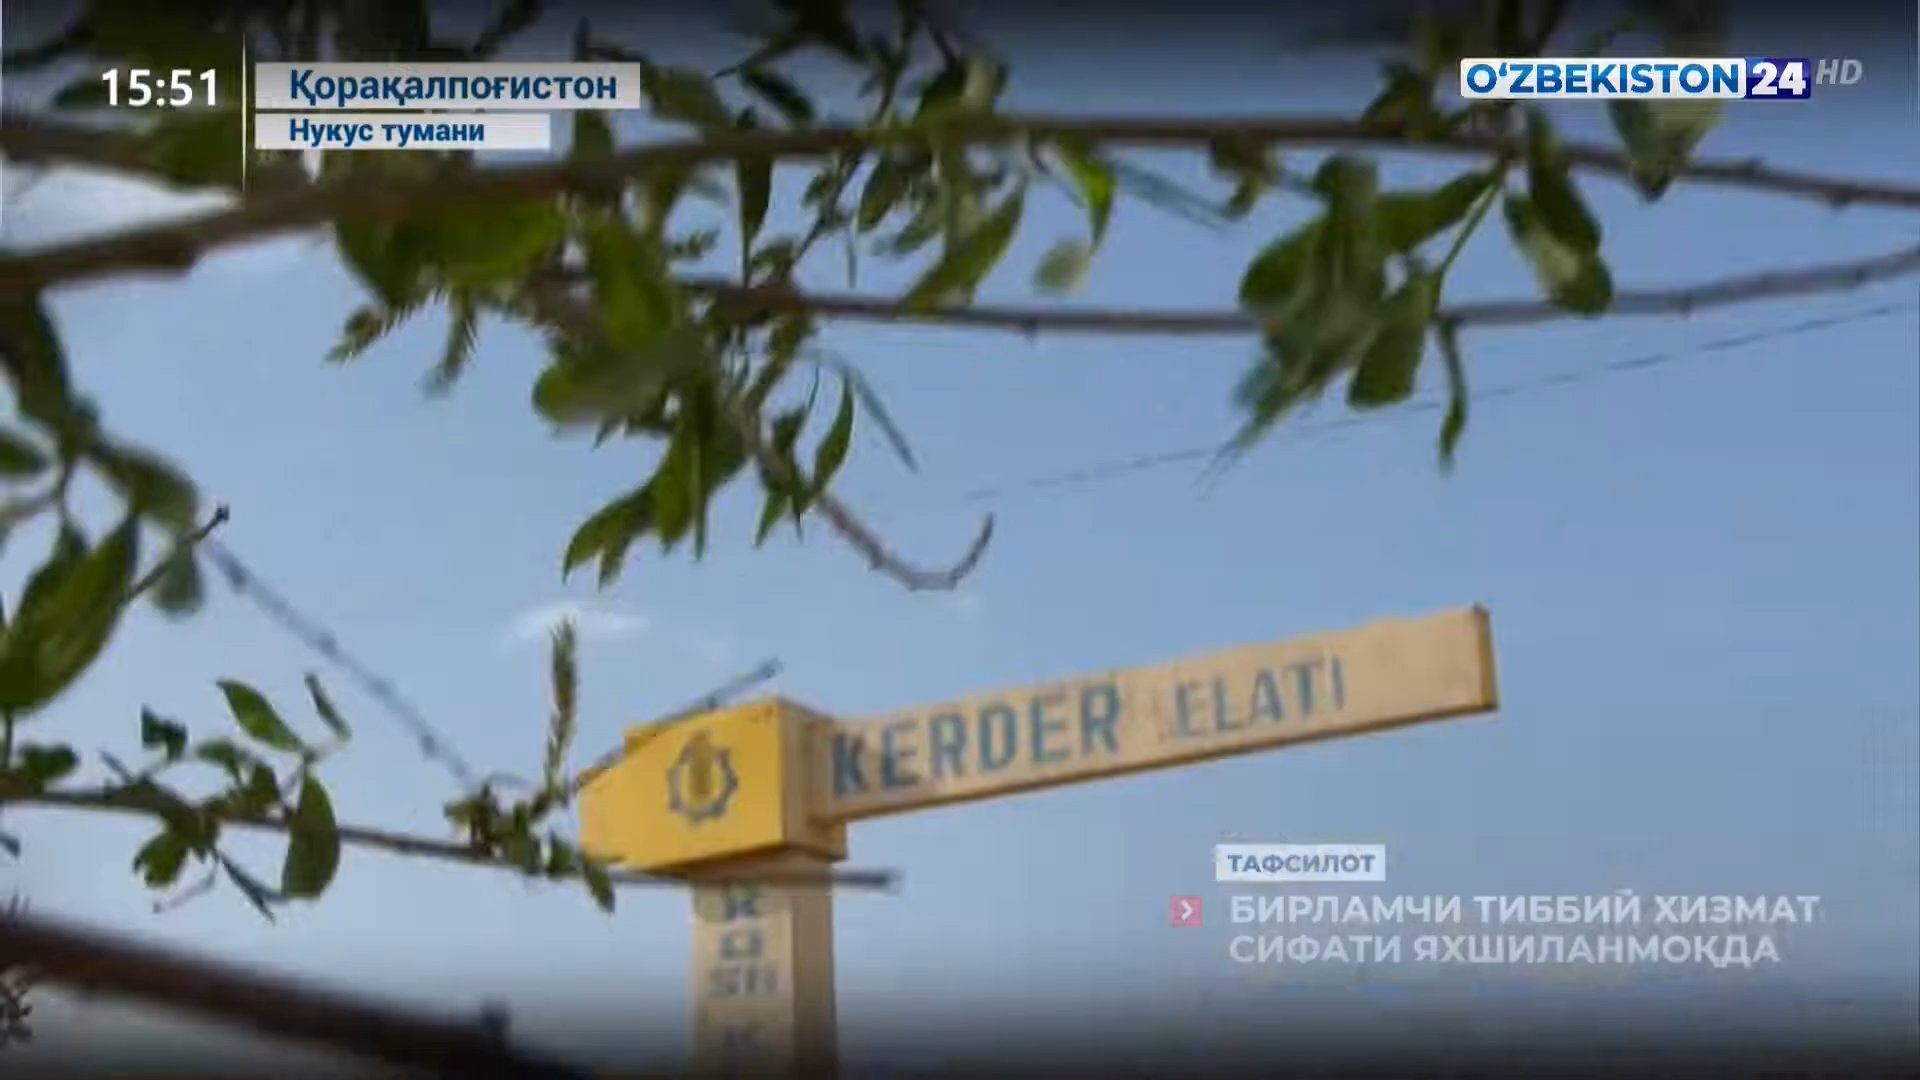 15:51
Қорақалпоғистон
Нукус тумани
O‘ZBEKISTON 24 HD
KERDER ELATI
ТАФСИЛОТ
БИРЛАМЧИ ТИББИЙ ХИЗМАТ
СИФАТИ ЯХШИЛАНМОҚДА